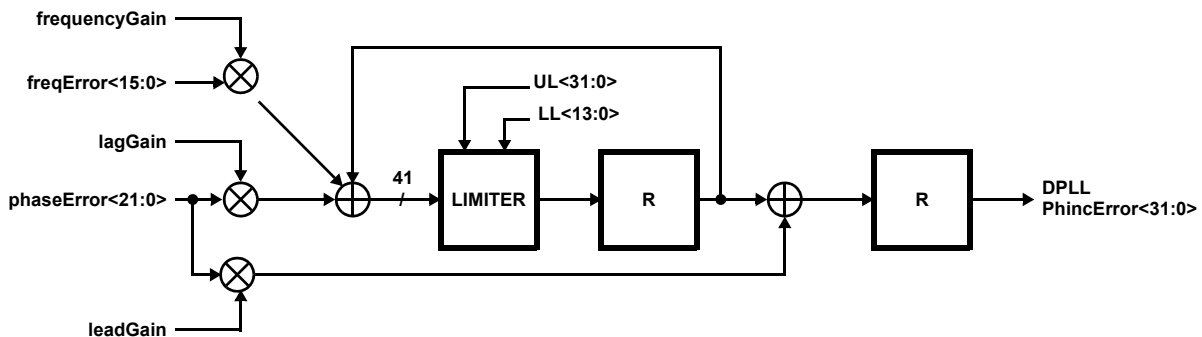 frequencyGain
freqError<15:0>
UL<31:0>
LL<13:0>
lagGain
41
phaseError<21:0>
LIMITER
R
R
DPLL
PhincError<31:0>
leadGain